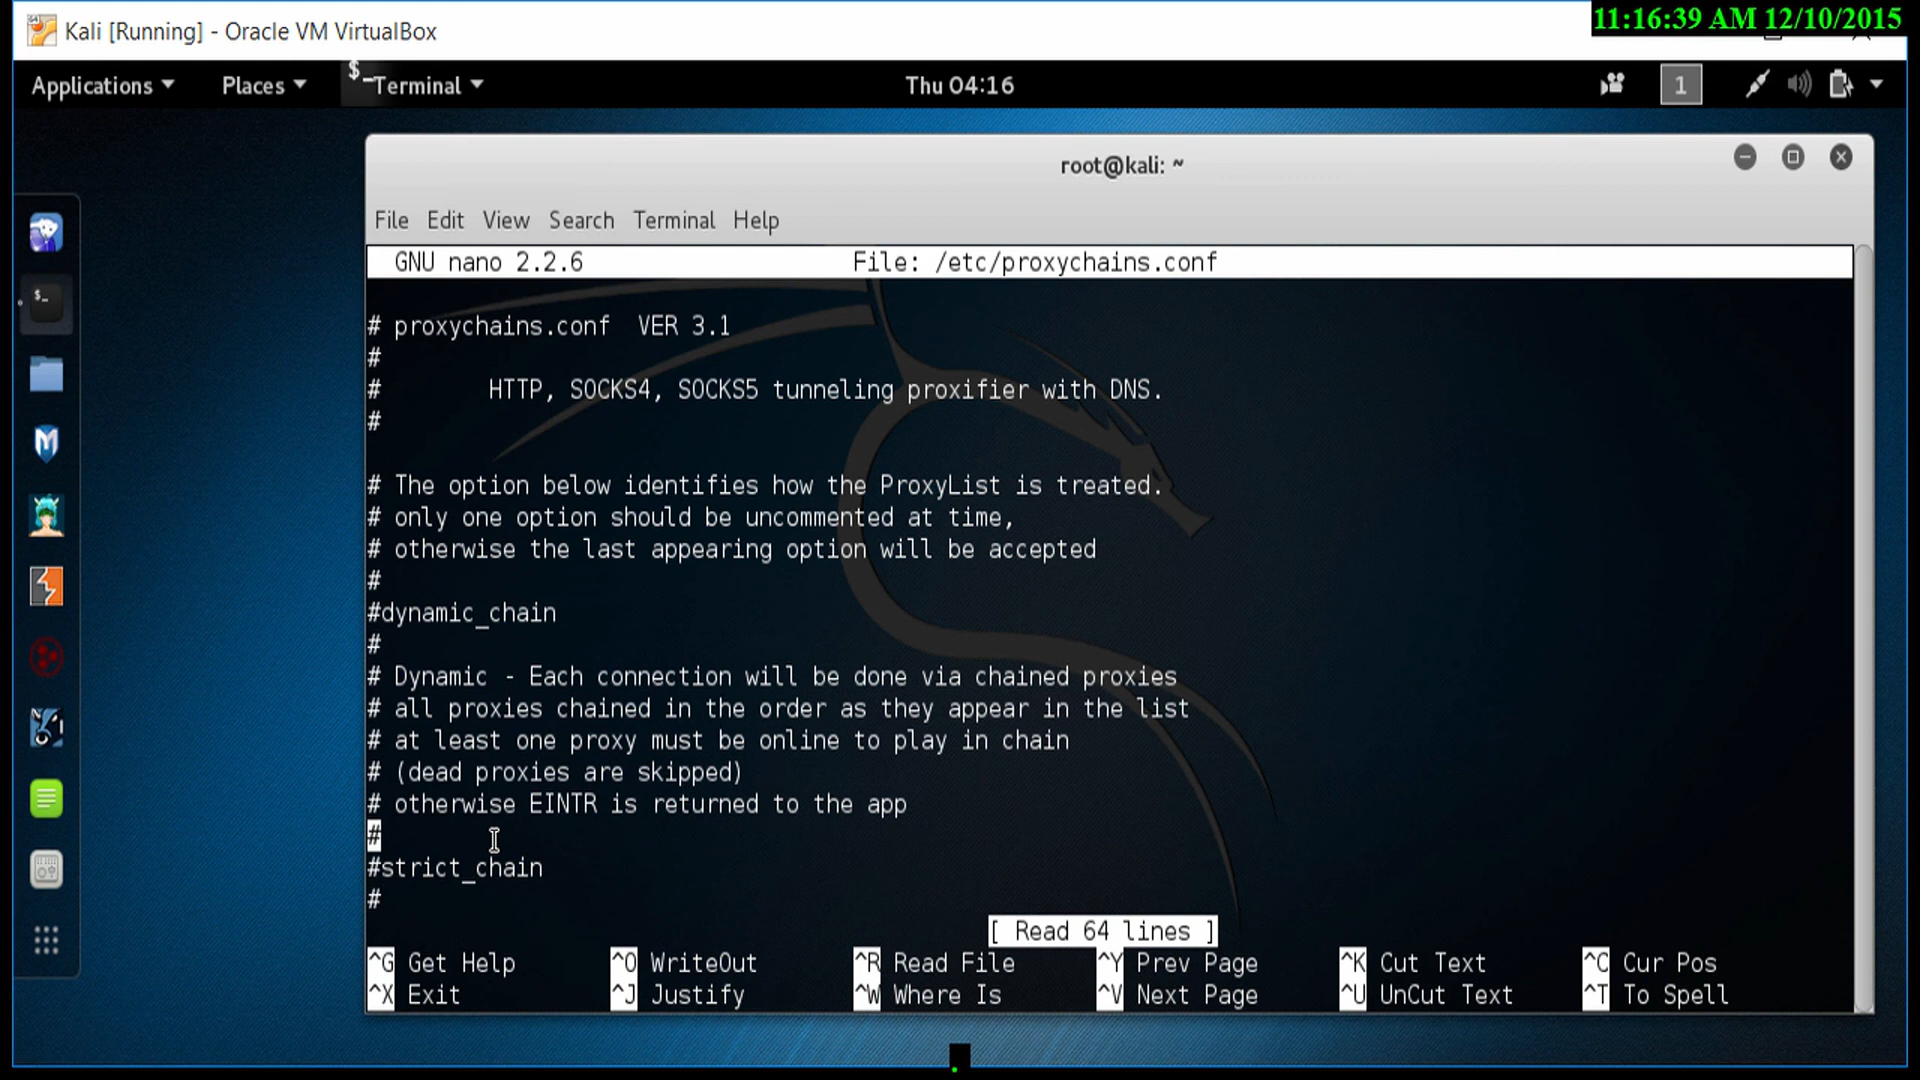 Kali [Running] - Oracle VM VirtualBox
11:16:39 AM 12/10/2015
Applications Places Terminal Thu 04:16 1
root@kali: ~
File Edit View Search Terminal Help
GNU nano 2.2.6 File: /etc/proxychains.conf
# proxychains.conf VER 3.1
#
# HTTP, SOCKS4, SOCKS5 tunneling proxifier with DNS.
#
# The option below identifies how the ProxyList is treated.
# only one option should be uncommented at time,
# otherwise the last appearing option will be accepted
#
#dynamic_chain
#
# Dynamic - Each connection will be done via chained proxies
# all proxies chained in the order as they appear in the list
# at least one proxy must be online to play in chain
# (dead proxies are skipped)
# otherwise EINTR is returned to the app
#
#strict_chain
#
[ Read 64 lines ]
^G Get Help ^O WriteOut ^R Read File ^Y Prev Page ^K Cut Text ^C Cur Pos
^X Exit ^J Justify ^W Where Is ^V Next Page ^U UnCut Text ^T To Spell